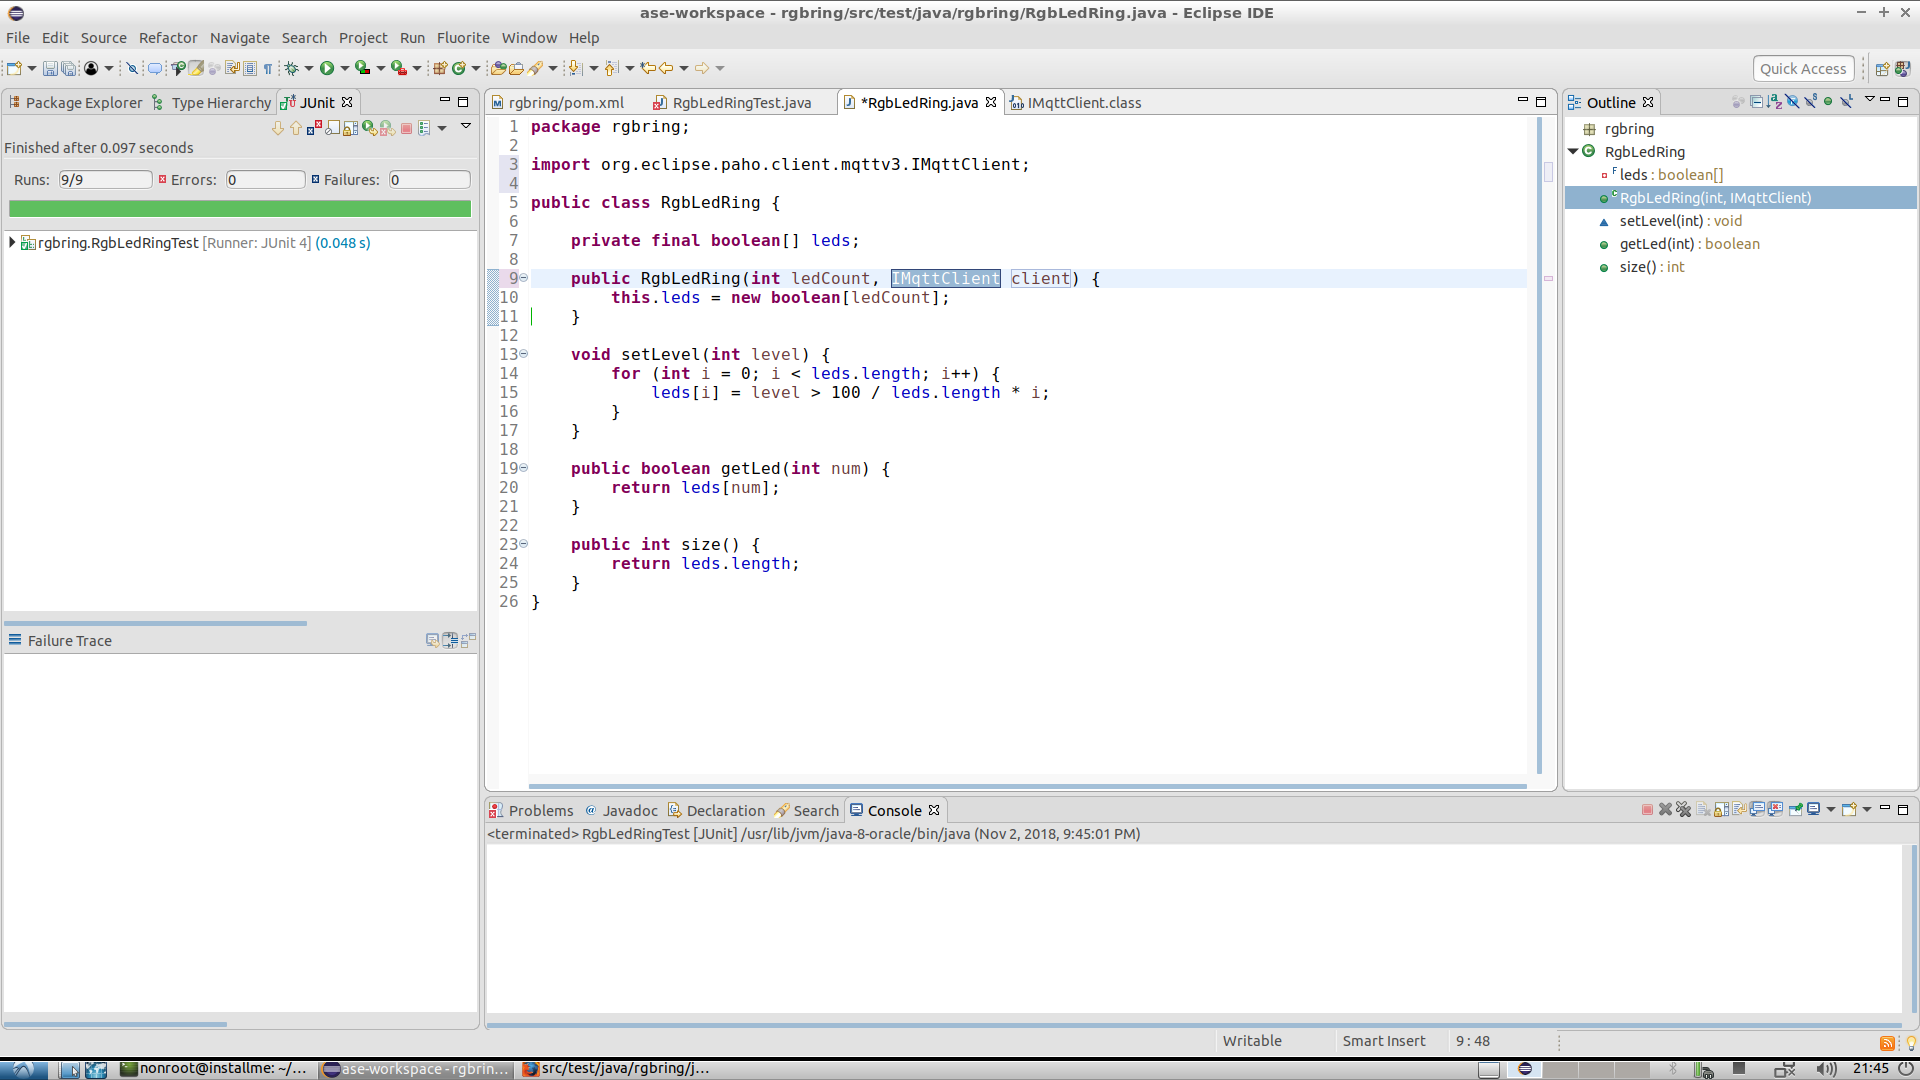 ase-workspace - rgbring/src/test/java/rgbring/RgbLedRing.java - Eclipse IDE
File Edit Source Refactor Navigate Search Project Run Fluorite Window Help
Quick Access
Package Explorer Type Hierarchy JUnit
Finished after 0.097 seconds
Runs: 9/9 Errors: 0 Failures: 0
rgbring.RgbLedRingTest [Runner: JUnit 4] (0.048 s)
Failure Trace
rgbring/pom.xml RgbLedRingTest.java *RgbLedRing.java IMqttClient.class
1 package rgbring;
2
3 import org.eclipse.paho.client.mqttv3.IMqttClient;
4
5 public class RgbLedRing {
6
7 private final boolean[] leds;
8
9 public RgbLedRing(int ledCount, IMqttClient client) {
10 this.leds = new boolean[ledCount];
11 }
12
13 void setLevel(int level) {
14 for (int i = 0; i < leds.length; i++) {
15 leds[i] = level > 100 / leds.length * i;
16 }
17 }
18
19 public boolean getLed(int num) {
20 return leds[num];
21 }
22
23 public int size() {
24 return leds.length;
25 }
26 }
Outline
rgbring
RgbLedRing
leds : boolean[]
RgbLedRing(int, IMqttClient)
setLevel(int) : void
getLed(int) : boolean
size() : int
Problems Javadoc Declaration Search Console
<terminated> RgbLedRingTest [JUnit] /usr/lib/jvm/java-8-oracle/bin/java (Nov 2, 2018, 9:45:01 PM)
Writable Smart Insert 9 : 48
nonroot@installme: ~/... ase-workspace - rgbrin... src/test/java/rgbring/j... 21:45